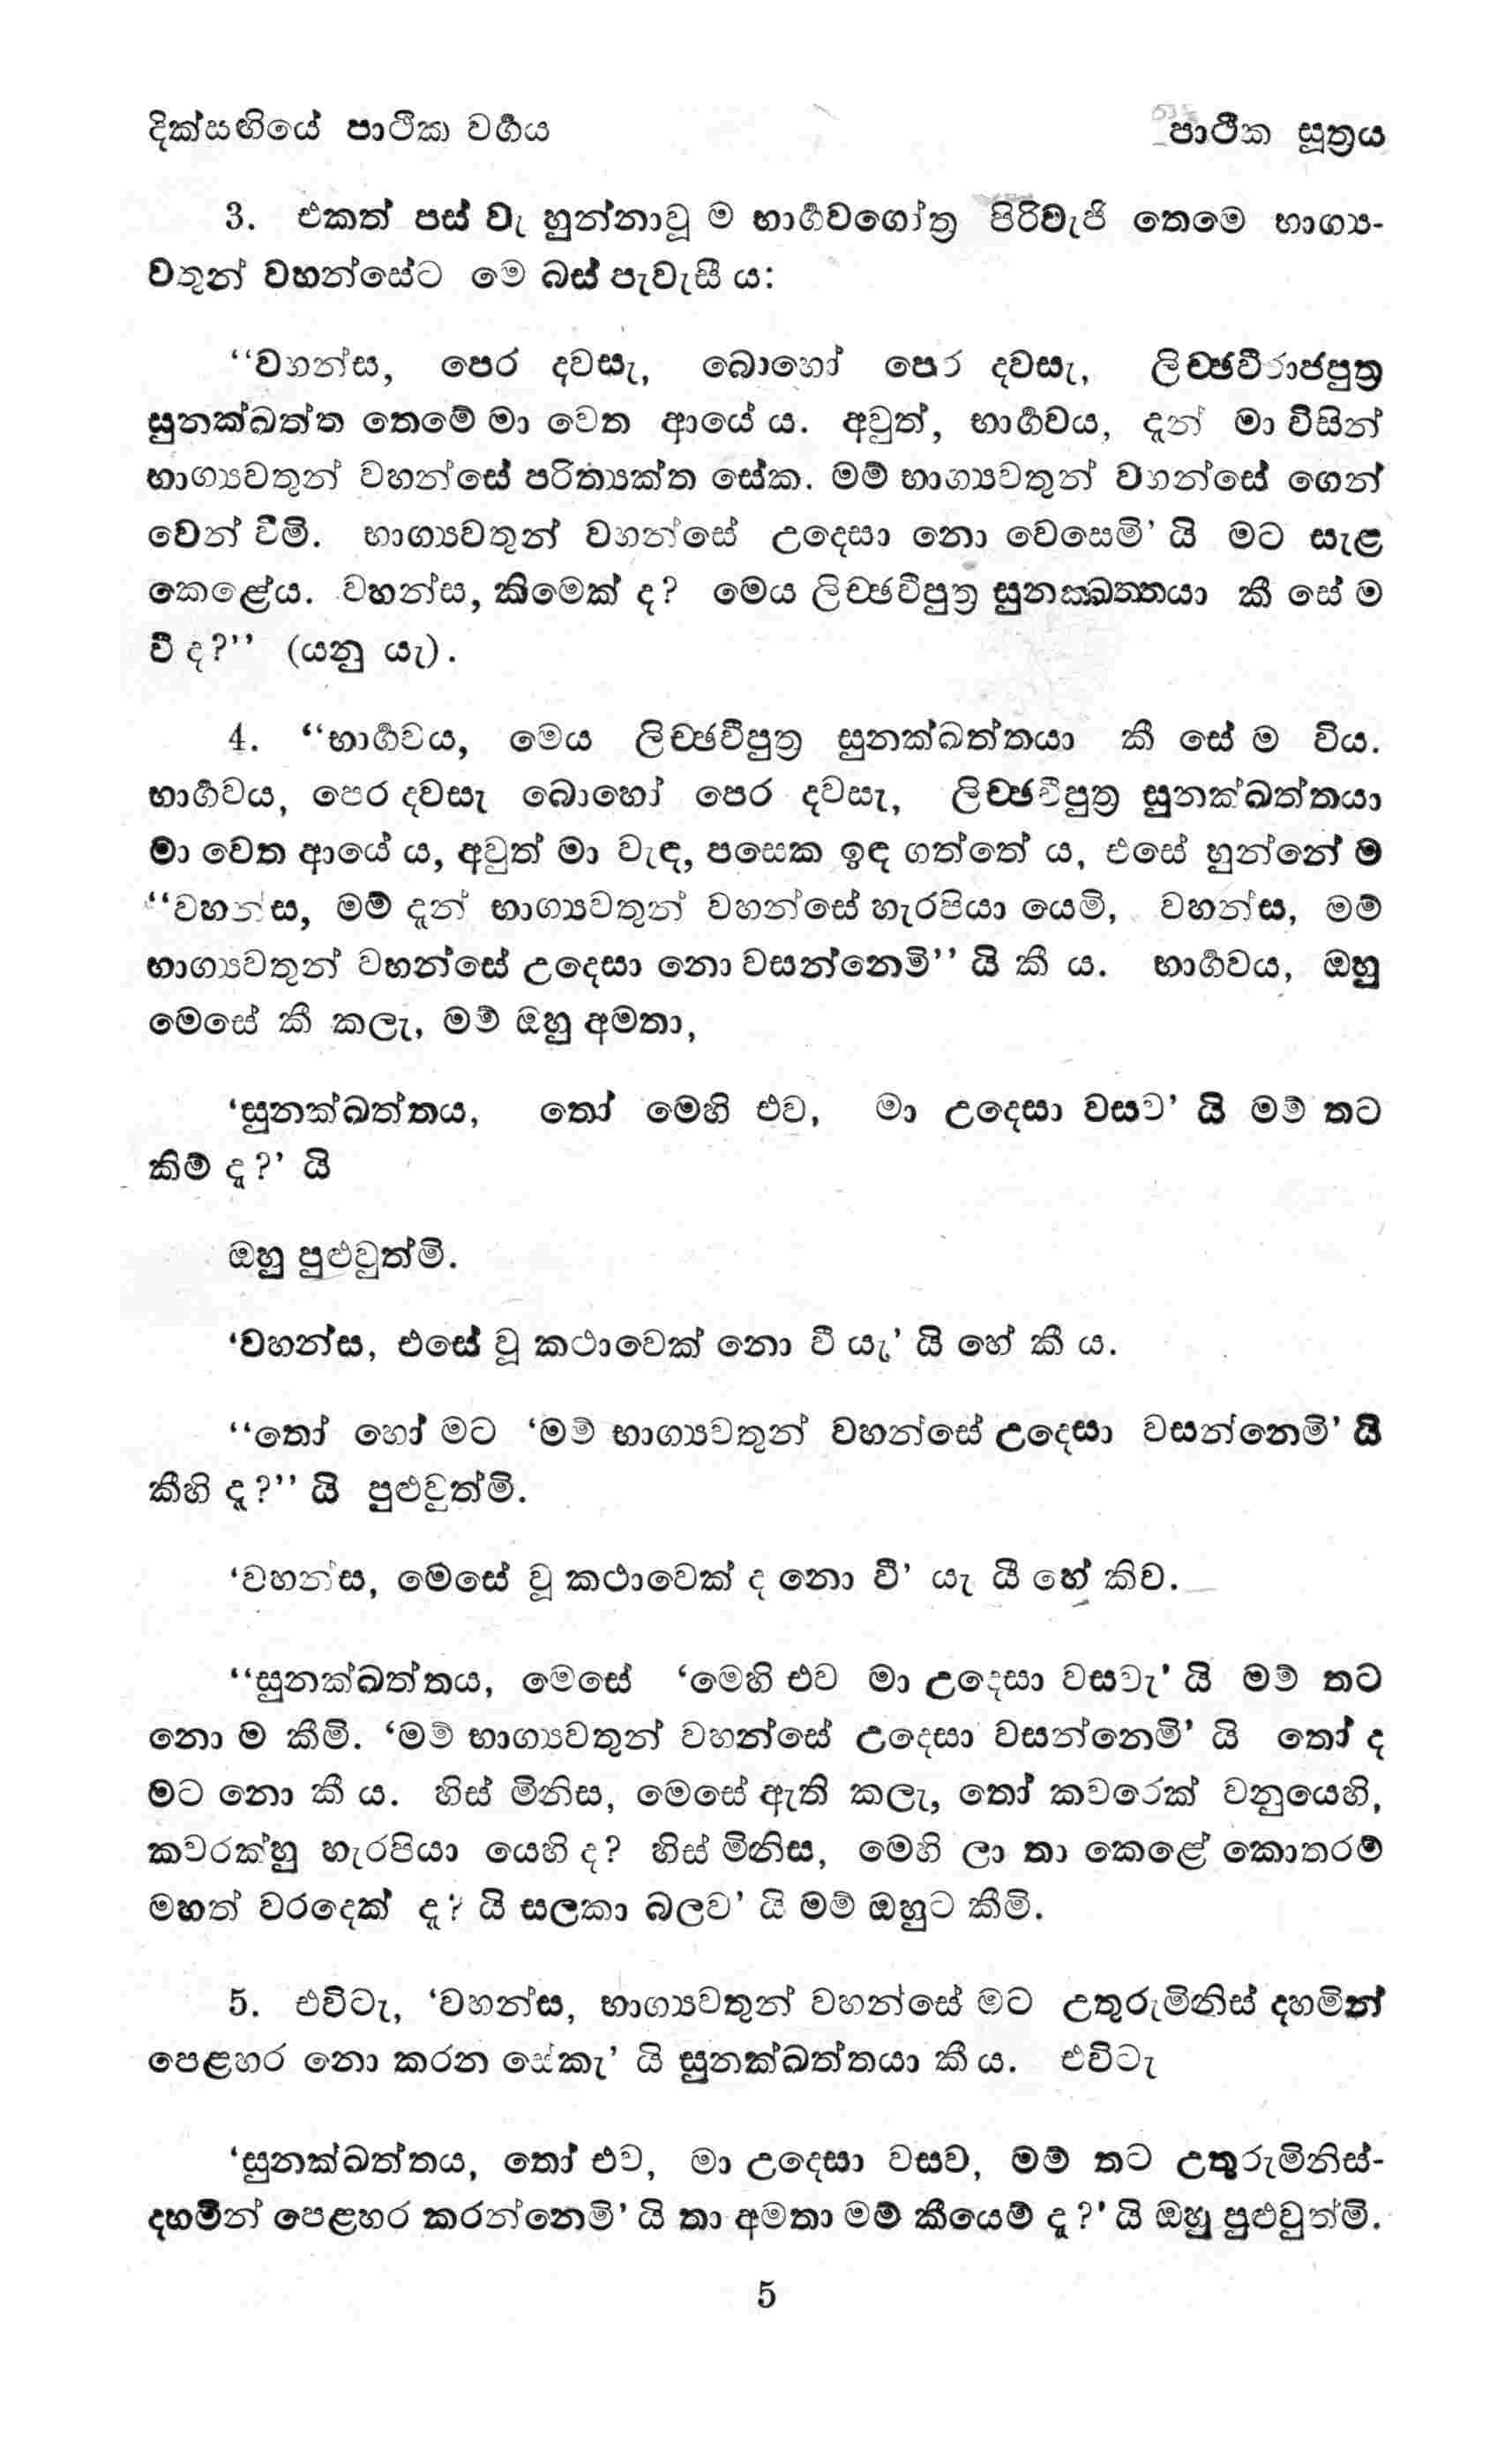 දික්සඟියේ පාථික වර්‍ගය
පාථික සූත්‍රය
3. එකත් පස් වැ හුන්නාවූ ම භාර්‍ගවගෝත්‍ර පිරිවැජි තෙමෙ භාග්‍ය-
වතුන් වහන්සේට මෙ බස් පැවැසී ය:
‘‘වහන්ස, පෙර දවසැ, බොහෝ පෙර දවසැ, ලිච්ඡවිරාජපුත්‍ර
සුනක්ඛත්ත තෙමේ මා වෙත ආයේ ය. අවුත්, භාර්‍ගවය, දැන් මා විසින්
භාග්‍යවතුන් වහන්සේ පරිත්‍යක්ත සේක. මම් භාග්‍යවතුන් වහන්සේ ගෙන්
වෙන් වීමි. භාග්‍යවතුන් වහන්සේ උදෙසා නො වෙසෙමි’ යි මට සැළ
කෙළේය. වහන්ස, කිමෙක් ද? මෙය ලිච්ඡවීපුත්‍ර සුනක්ඛත්තයා කී සේ ම
වී ද?’’ (යනු යැ).
4. ‘‘භාර්‍ගවය, මෙය ලිච්ඡවීපුත්‍ර සුනක්ඛත්තයා කී සේ ම විය.
භාර්‍ගවය, පෙර දවසැ බොහෝ පෙර දවසැ, ලිච්ඡවිපුත්‍ර සුනක්ඛත්තයා
මා වෙත ආයේ ය, අවුත් මා වැඳ, පසෙක ඉඳ ගත්තේ ය, එසේ හුන්නේ ම
‘‘වහන්ස, මම් දැන් භාග්‍යවතුන් වහන්සේ හැරපියා යෙමි, වහන්ස, මම්
භාග්‍යවතුන් වහන්සේ උදෙසා නො වසන්නෙමි’’ යි කී ය. භාර්‍ගවය, ඔහු
මෙසේ කී කලැ, මම් ඔහු අමතා,
‘සුනක්ඛත්තය, තෝ මෙහි එව, මා උදෙසා වසව’ යි මම් තට
කිම් දැ?’ යි
ඔහු පුළුවුත්මි.
‘වහන්ස, එසේ වූ කථාවෙක් නො වී යැ’ යි හේ කී ය.
‘‘තෝ හෝ මට ‘මම් භාග්‍යවතුන් වහන්සේ උදෙසා වසන්නෙමි’ යි
කීහි දැ?’’ යි පුළුවුත්මි.
‘වහන්ස, මෙසේ වූ කථාවෙක් ද නො වී’ යැ යී හේ කිව.
‘‘සුනක්ඛත්තය, මෙසේ ‘මෙහි එව මා උදෙසා වසවැ’ යි මම් තට
නො ම කීමි. ‘මම් භාග්‍යවතුන් වහන්සේ උදෙසා වසන්නෙමි’ යි තෝ ද
මට නො කී ය. හිස් මිනිස, මෙසේ ඇති කලැ, තෝ කවරෙක් වනුයෙහි,
කවරක්හු හැරපියා යෙහි ද? හිස් මිනිස, මෙහි ලා තා කෙළේ කොතරම්
මහත් වරදෙක් දැ? යි සලකා බලව’ යි මම් ඔහුට කීමි.
5. එවිටැ, ‘වහන්ස, භාග්‍යවතුන් වහන්සේ මට උතුරුමිනිස් දහමින්
පෙළහර නො කරන සේකැ’ යි සුනක්ඛත්තයා කී ය. එවිටැ
‘සුනක්ඛත්තය, තෝ එව, මා උදෙසා වසව, මම් තට උතුරුමිනිස්-
දහමින් පෙළහර කරන්නෙමි’ යි තා අමතා මම් කීයෙම් දැ?’ යි ඔහු පුළුවුත්මි.
5